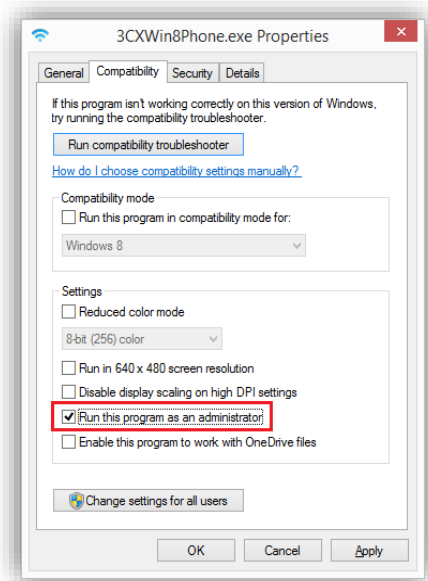 3CXWin8Phone.exe Properties
General Compatibility Security Details
If this program isn't working correctly on this version of Windows,
try running the compatibility troubleshooter.
Run compatibility troubleshooter
How do I choose compatibility settings manually?
Compatibility mode
Run this program in compatibility mode for:
Windows 8
Settings
Reduced color mode
8-bit (256) color
Run in 640 x 480 screen resolution
Disable display scaling on high DPI settings
Run this program as an administrator
Enable this program to work with OneDrive files
Change settings for all users
OK Cancel Apply